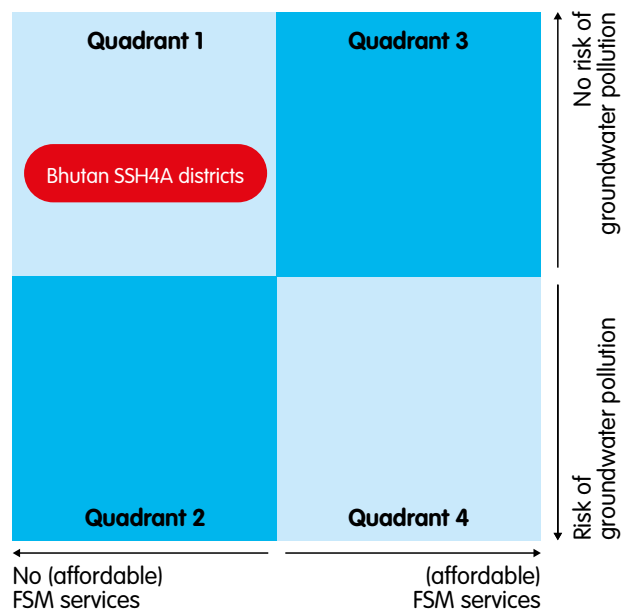 Quadrant 1
Quadrant 3
Bhutan SSH4A districts
Quadrant 2
Quadrant 4
No risk of
groundwater pollution
Risk of
groundwater pollution
No (affordable)
FSM services
(affordable)
FSM services